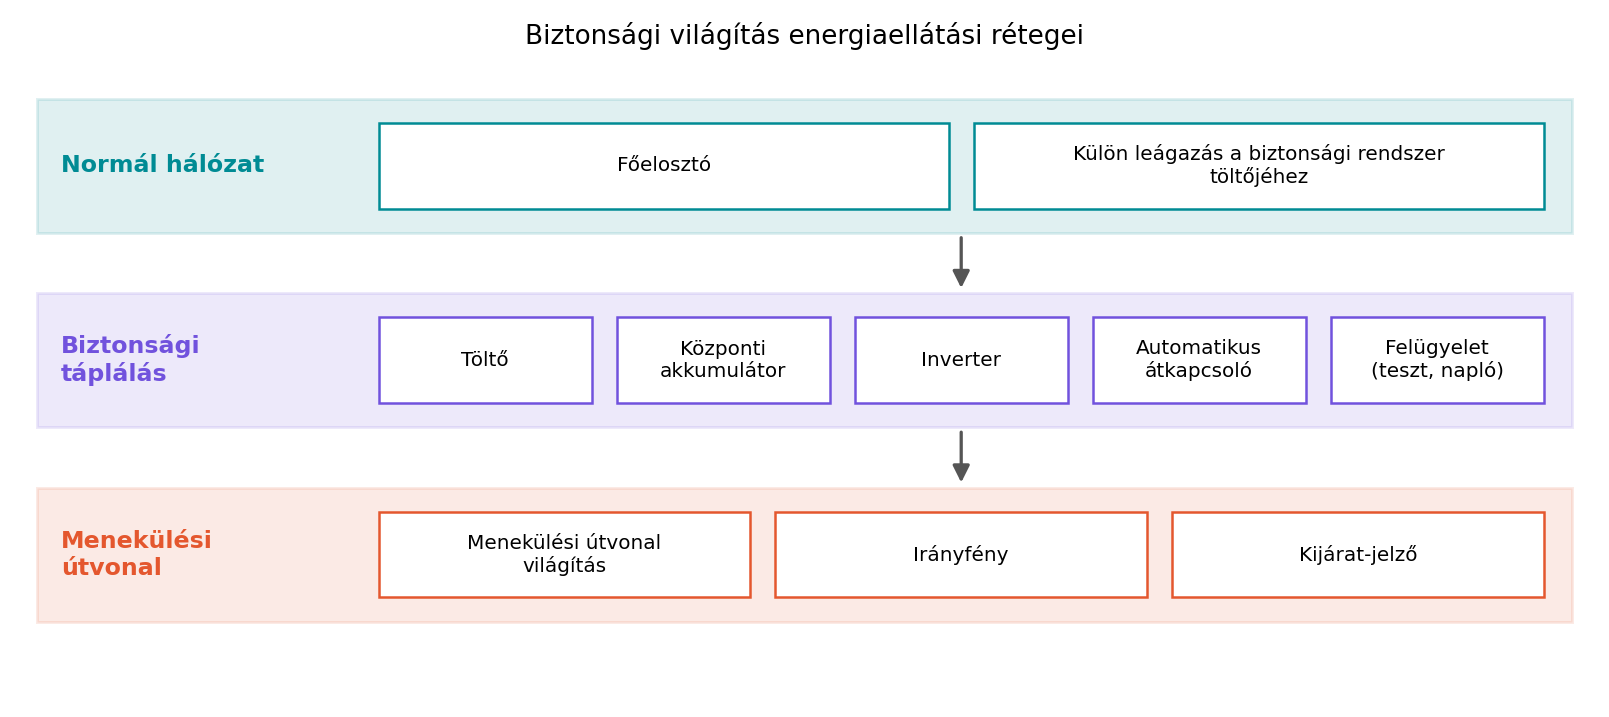 Biztonsági világítás energiaellátási rétegei
Normál hálózat
Főelosztó
Külön leágazás a biztonsági rendszer
töltőjéhez
Biztonsági
táplálás
Töltő
Központi
akkumulátor
Inverter
Automatikus
átkapcsoló
Felügyelet
(teszt, napló)
Menekülési
útvonal
Menekülési útvonal
világítás
Irányfény
Kijárat-jelző